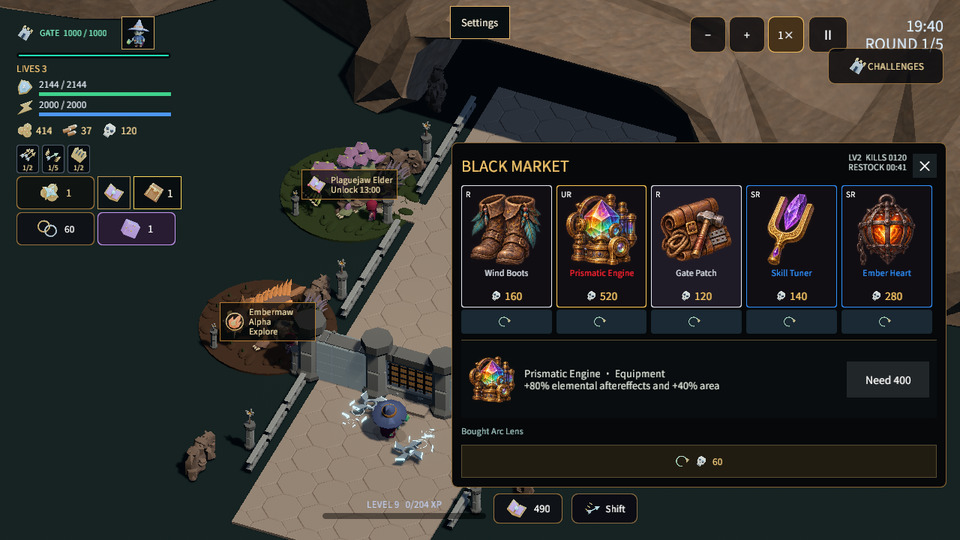 GATE 1000 / 1000
LIVES 3
2144 / 2144
2000 / 2000
414 37 120
1/2 1/5 1/2
1 1
60 1
Settings
− + 1× II
19:40
ROUND 1/5
CHALLENGES
Plaguejaw Elder
Unlock 13:00
Embermaw
Alpha
Explore
BLACK MARKET
LV2 KILLS 0120
RESTOCK 00:41
R UR R SR SR
Wind Boots Prismatic Engine Gate Patch Skill Tuner Ember Heart
160 520 120 140 280
Prismatic Engine • Equipment
+80% elemental aftereffects and +40% area
Need 400
Bought Arc Lens
60
LEVEL 9 0/204 XP
490 Shift